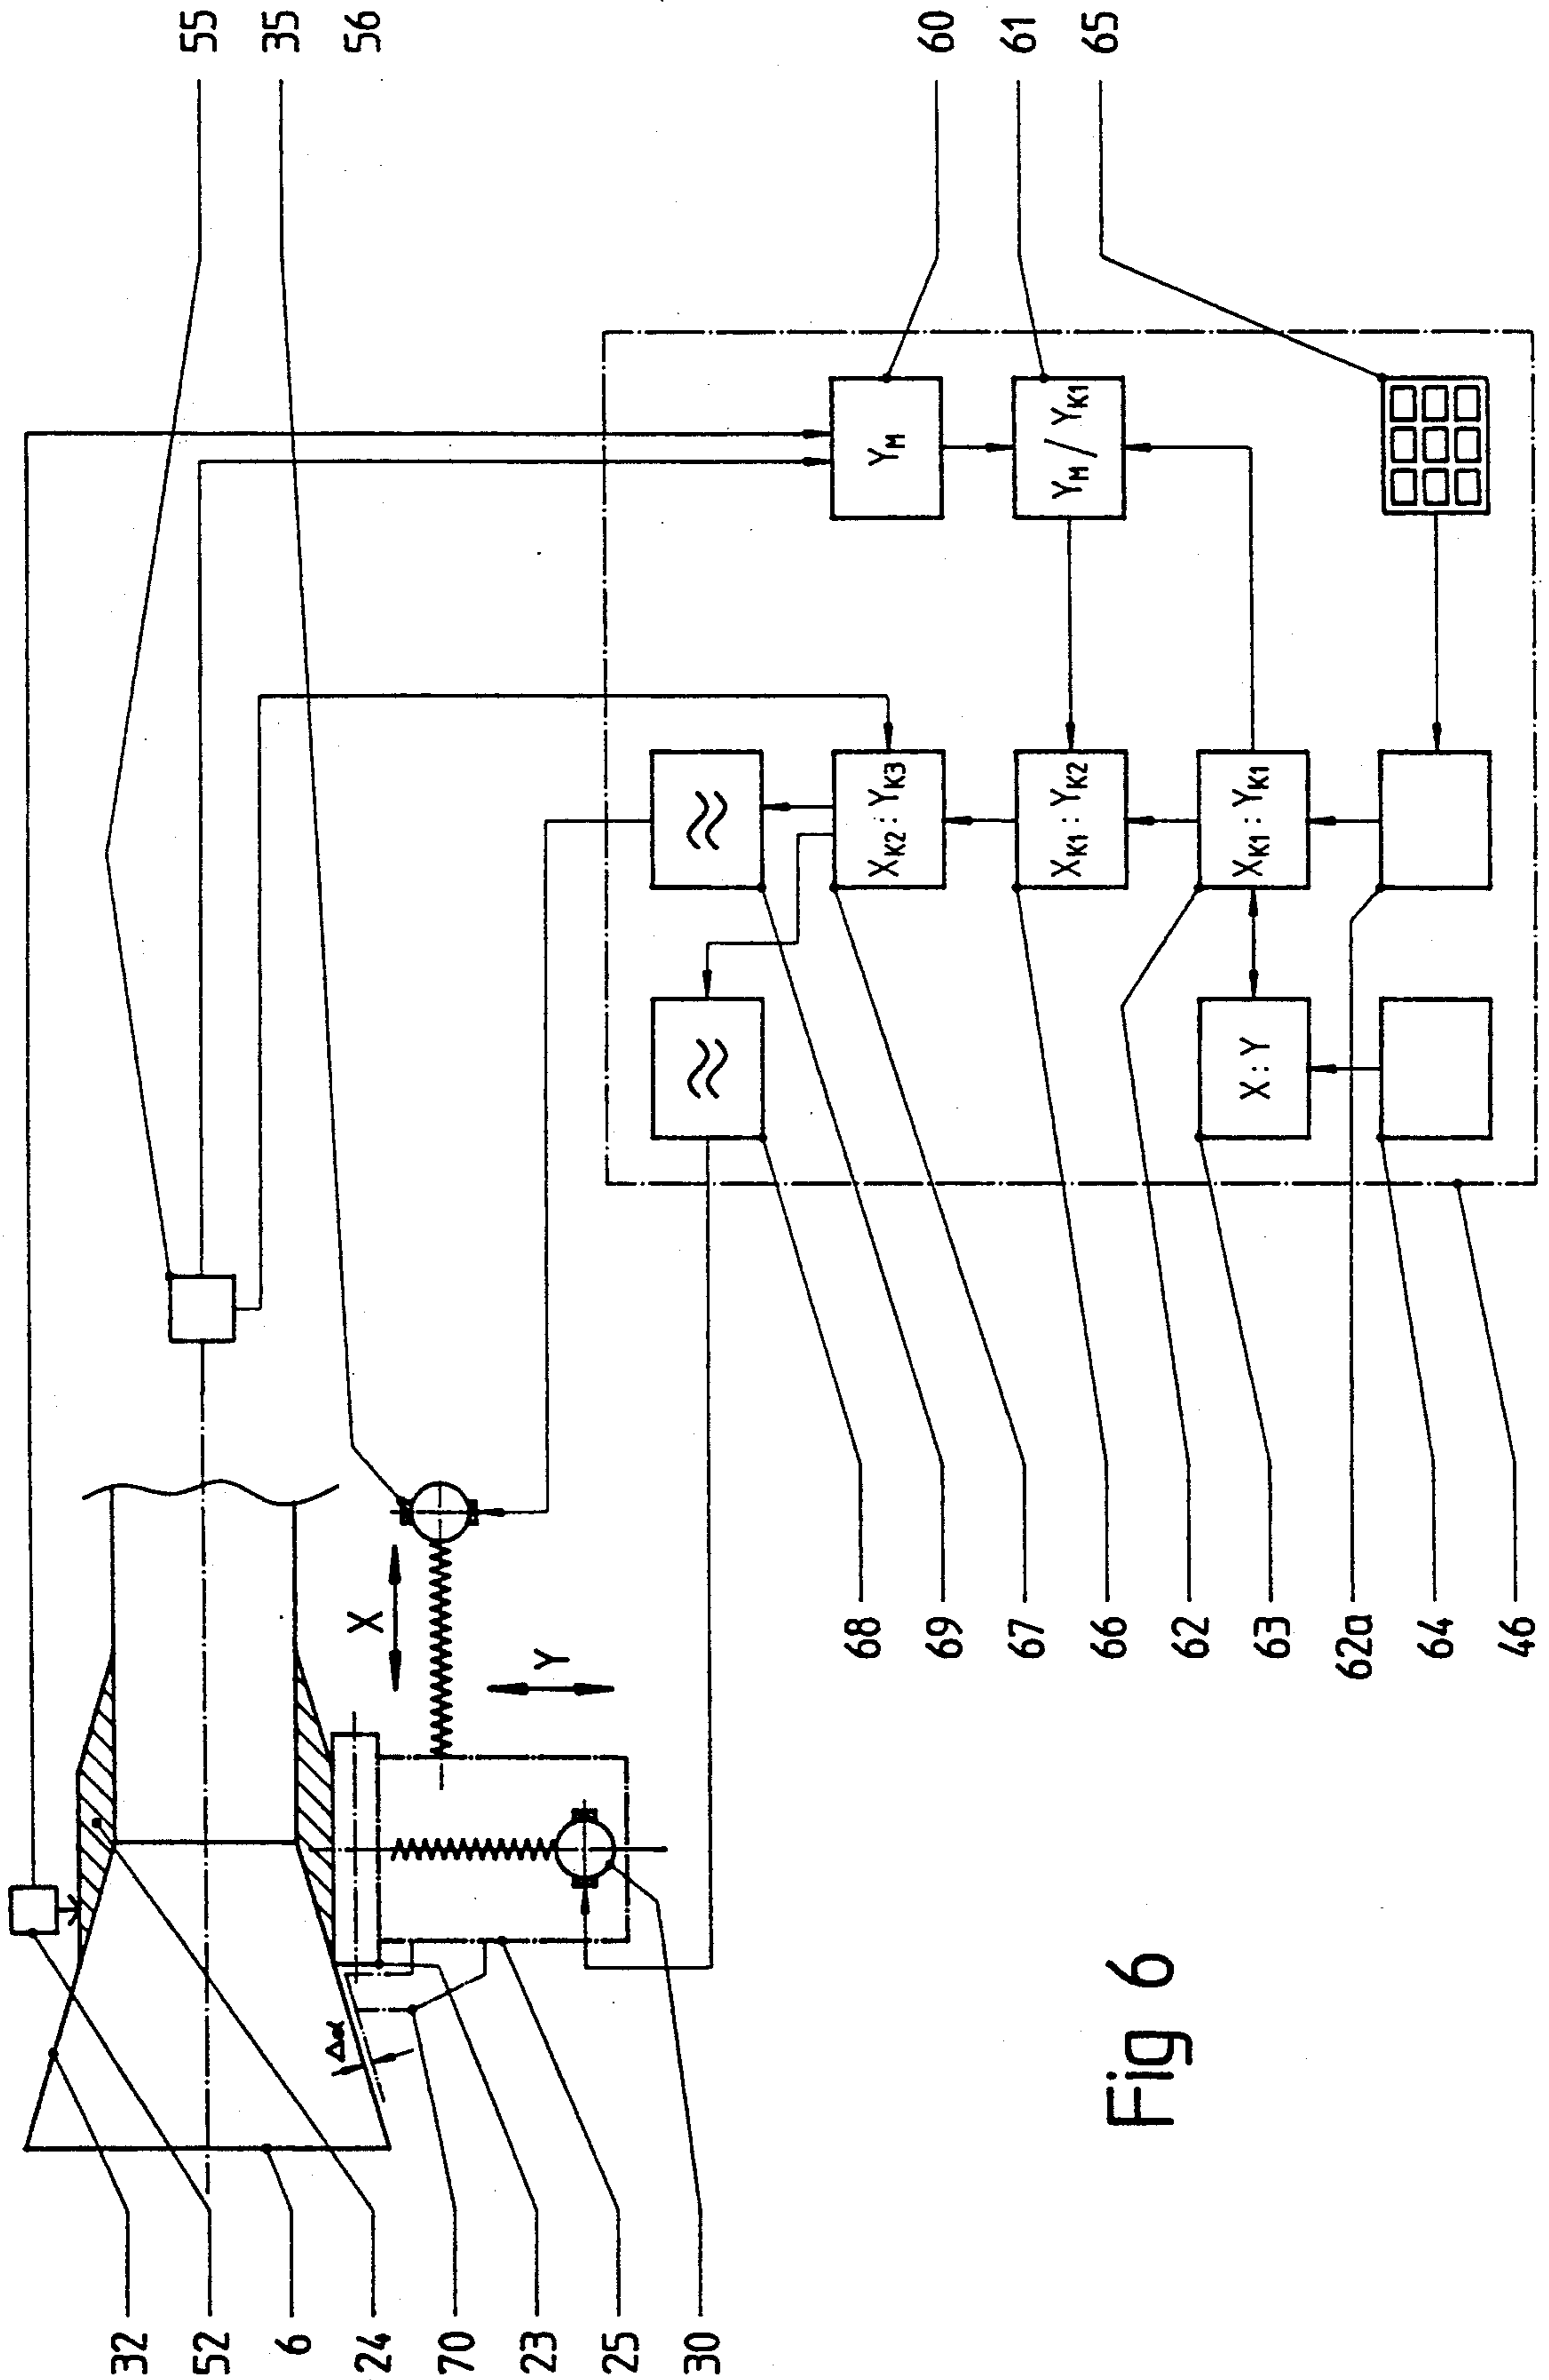 55
35
56
60
61
65
Y_M
Y_M / Y_K1
X_K2 : Y_K3
X_K1 : Y_K2
X_K1 : Y_K1
X : Y
X
Y
Δα
68
69
67
66
62
63
62a
64
46
32
52
6
24
70
23
25
30
Fig 6